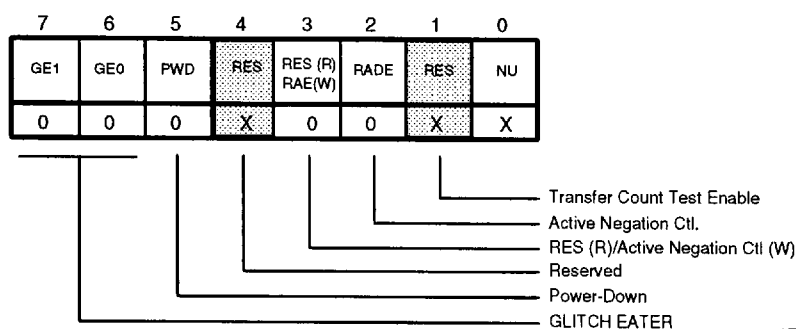 7 6 5 4 3 2 1 0
GE1 GE0 PWD RES RES (R) RADE RES NU
RAE(W)
0 0 0 X 0 0 X X
Transfer Count Test Enable
Active Negation Ctl.
RES (R)/Active Negation Ctl (W)
Reserved
Power-Down
GLITCH EATER